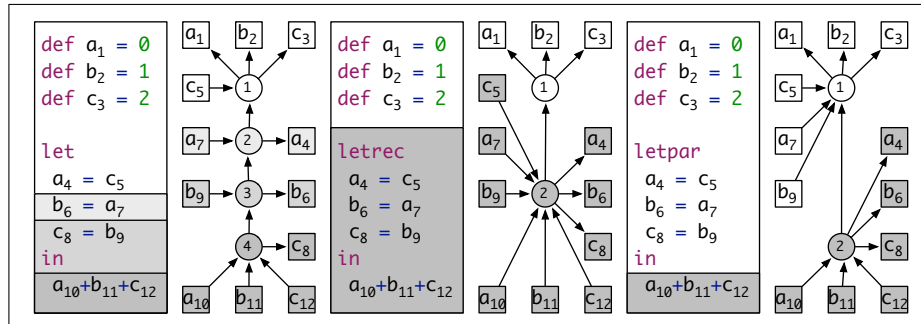 def a1 = 0
def b2 = 1
def c3 = 2
let
a4 = c5
b6 = a7
c8 = b9
in
a10+b11+c12
a1 b2 c3
c5 1
a7 2 a4
b9 3 b6
4 c8
a10 b11 c12
def a1 = 0
def b2 = 1
def c3 = 2
letrec
a4 = c5
b6 = a7
c8 = b9
in
a10+b11+c12
a1 b2 c3
c5 1
a7 a4
b9 2 b6
c8
a10 b11 c12
def a1 = 0
def b2 = 1
def c3 = 2
letpar
a4 = c5
b6 = a7
c8 = b9
in
a10+b11+c12
a1 b2 c3
c5 1
a7 a4
b9 b6
2 c8
a10 b11 c12